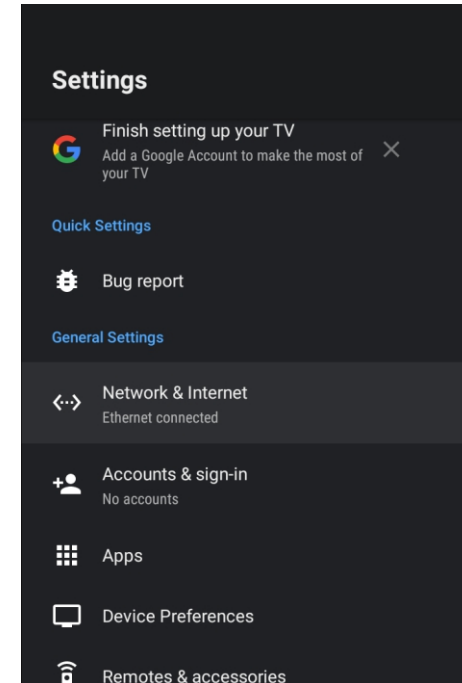 Settings
Finish setting up your TV
Add a Google Account to make the most of
your TV
Quick Settings
Bug report
General Settings
Network & Internet
Ethernet connected
Accounts & sign-in
No accounts
Apps
Device Preferences
Remotes & accessories